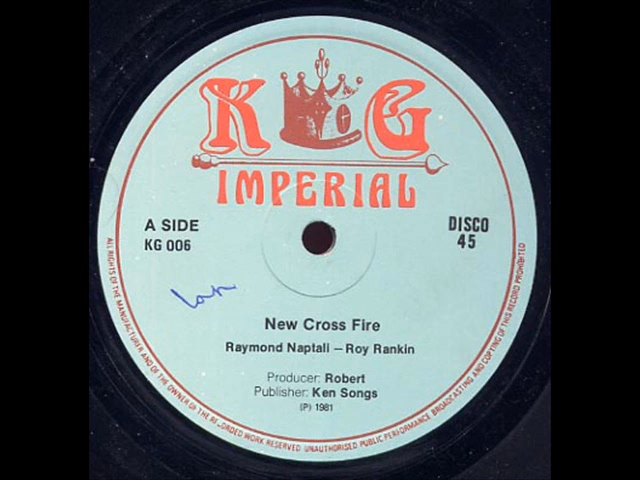 K G
IMPERIAL
A SIDE
KG 006
DISCO
45
New Cross Fire
Raymond Naptali – Roy Rankin
Producer: Robert
Publisher: Ken Songs
(P) 1981
ALL RIGHTS OF THE MANUFACTURER AND OF THE OWNER OF THE RECORDED WORK RESERVED UNAUTHORISED PUBLIC PERFORMANCE BROADCASTING AND COPYING OF THIS RECORD PROHIBITED